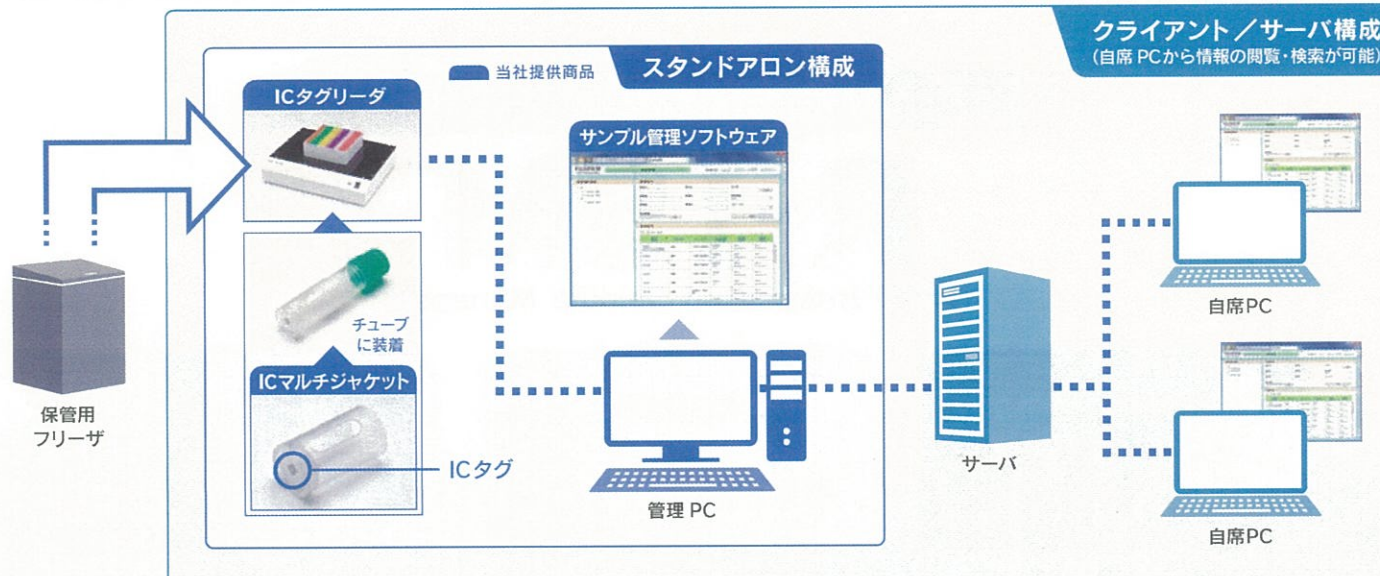 クライアント／サーバ構成
(自席 PCから情報の閲覧・検索が可能)
当社提供商品
スタンドアロン構成
ICタグリーダ
サンプル管理ソフトウェア
チューブ
に装着
ICマルチジャケット
ICタグ
保管用
フリーザ
管理 PC
サーバ
自席PC
自席PC